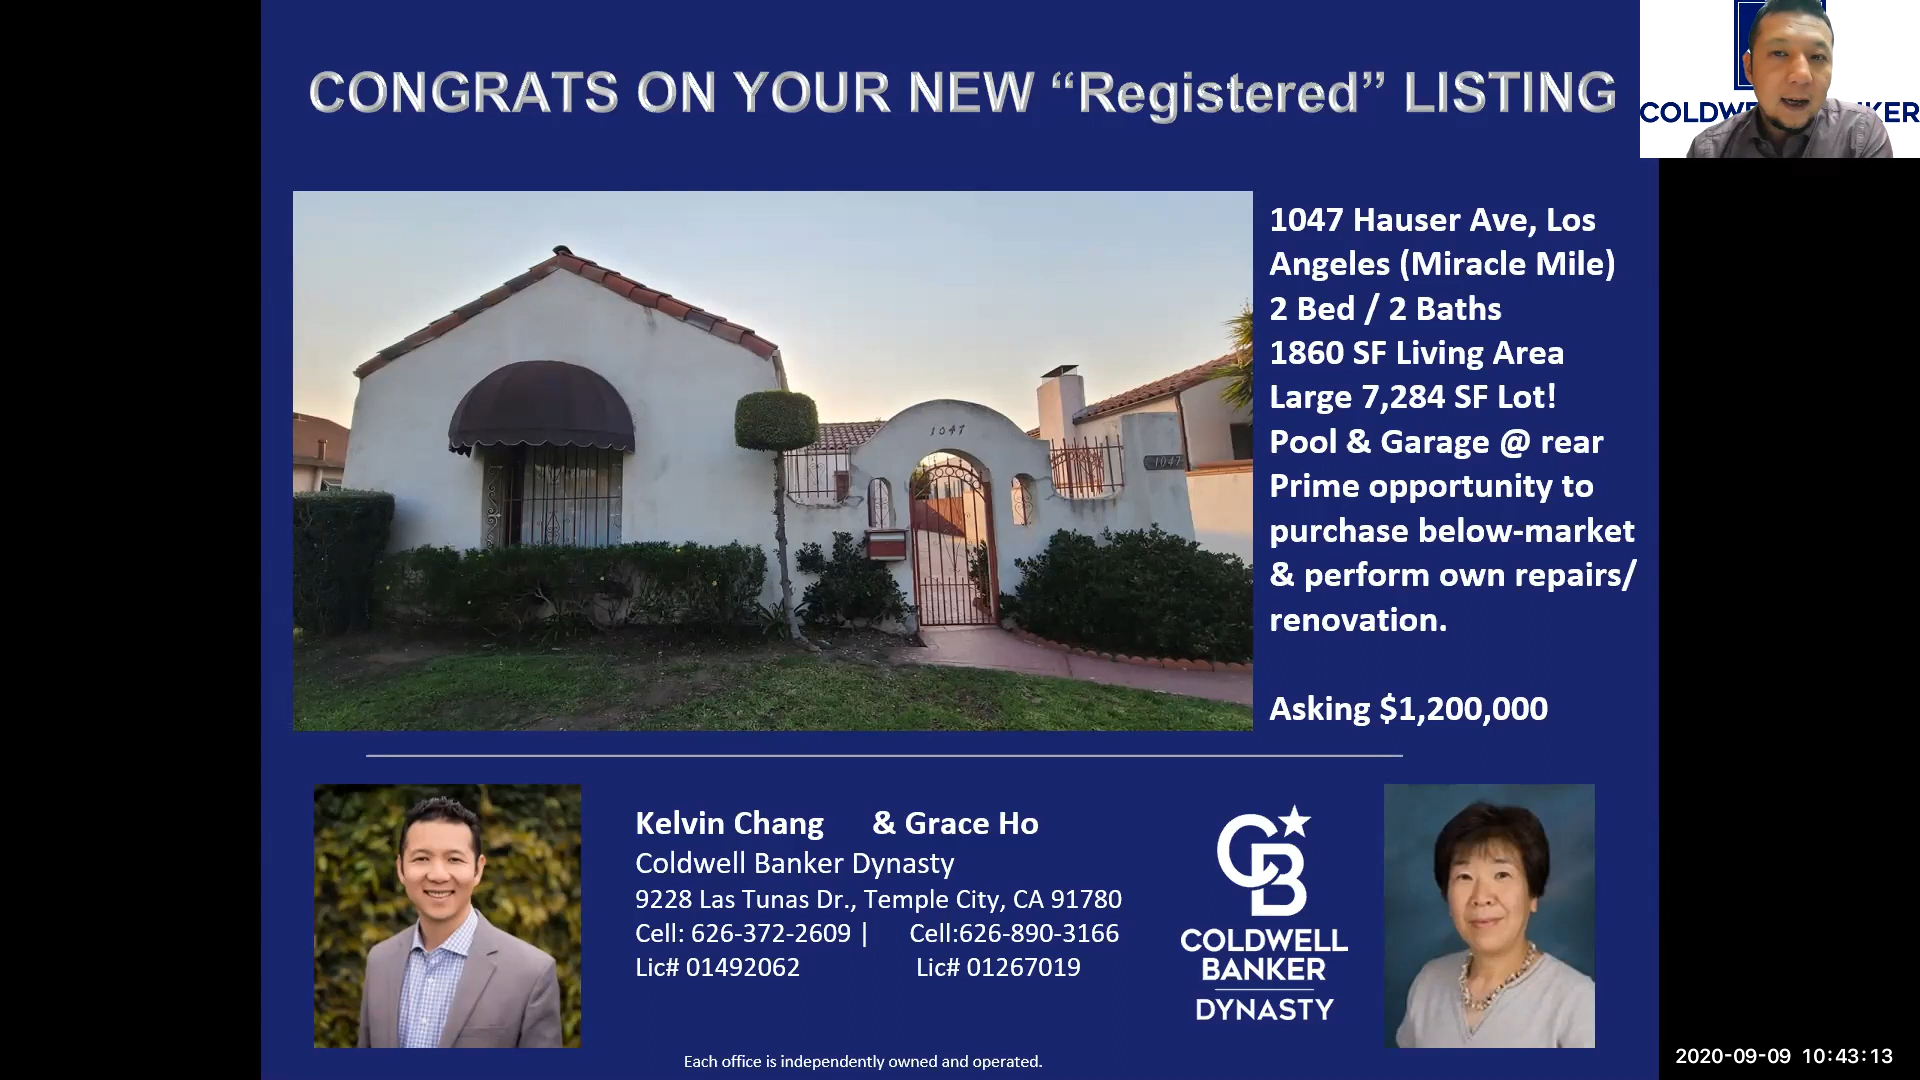 CONGRATS ON YOUR NEW “Registered” LISTING
COLDW
KER
1047 Hauser Ave, Los
Angeles (Miracle Mile)
2 Bed / 2 Baths
1860 SF Living Area
Large 7,284 SF Lot!
Pool & Garage @ rear
Prime opportunity to
purchase below-market
& perform own repairs/
renovation.
Asking $1,200,000
1047
1047
Kelvin Chang & Grace Ho
Coldwell Banker Dynasty
9228 Las Tunas Dr., Temple City, CA 91780
Cell: 626-372-2609 | Cell:626-890-3166
Lic# 01492062 Lic# 01267019
CB
COLDWELL
BANKER
DYNASTY
Each office is independently owned and operated.
2020-09-09 10:43:13